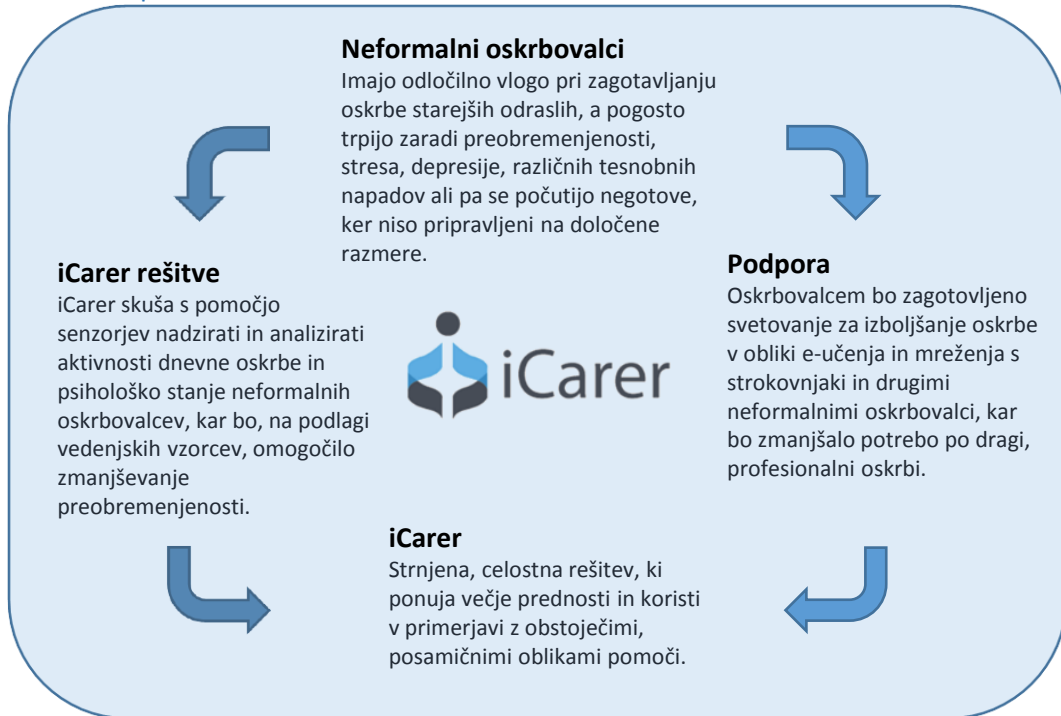 Neformalni oskrbovalci
Imajo odločilno vlogo pri zagotavljanju
oskrbe starejših odraslih, a pogosto
trpijo zaradi preobremenjenosti,
stresa, depresije, različnih tesnobnih
napadov ali pa se počutijo negotove,
ker niso pripravljeni na določene
razmere.
iCarer rešitve
iCarer skuša s pomočjo
senzorjev nadzirati in analizirati
aktivnosti dnevne oskrbe in
psihološko stanje neformalnih
oskrbovalcev, kar bo, na podlagi
vedenjskih vzorcev, omogočilo
zmanjševanje
preobremenjenosti.
iCarer
Podpora
Oskrbovalcem bo zagotovljeno
svetovanje za izboljšanje oskrbe
v obliki e-učenja in mreženja s
strokovnjaki in drugimi
neformalnimi oskrbovalci, kar
bo zmanjšalo potrebo po dragi,
profesionalni oskrbi.
iCarer
Strnjena, celostna rešitev, ki
ponuja večje prednosti in koristi
v primerjavi z obstoječimi,
posamičnimi oblikami pomoči.